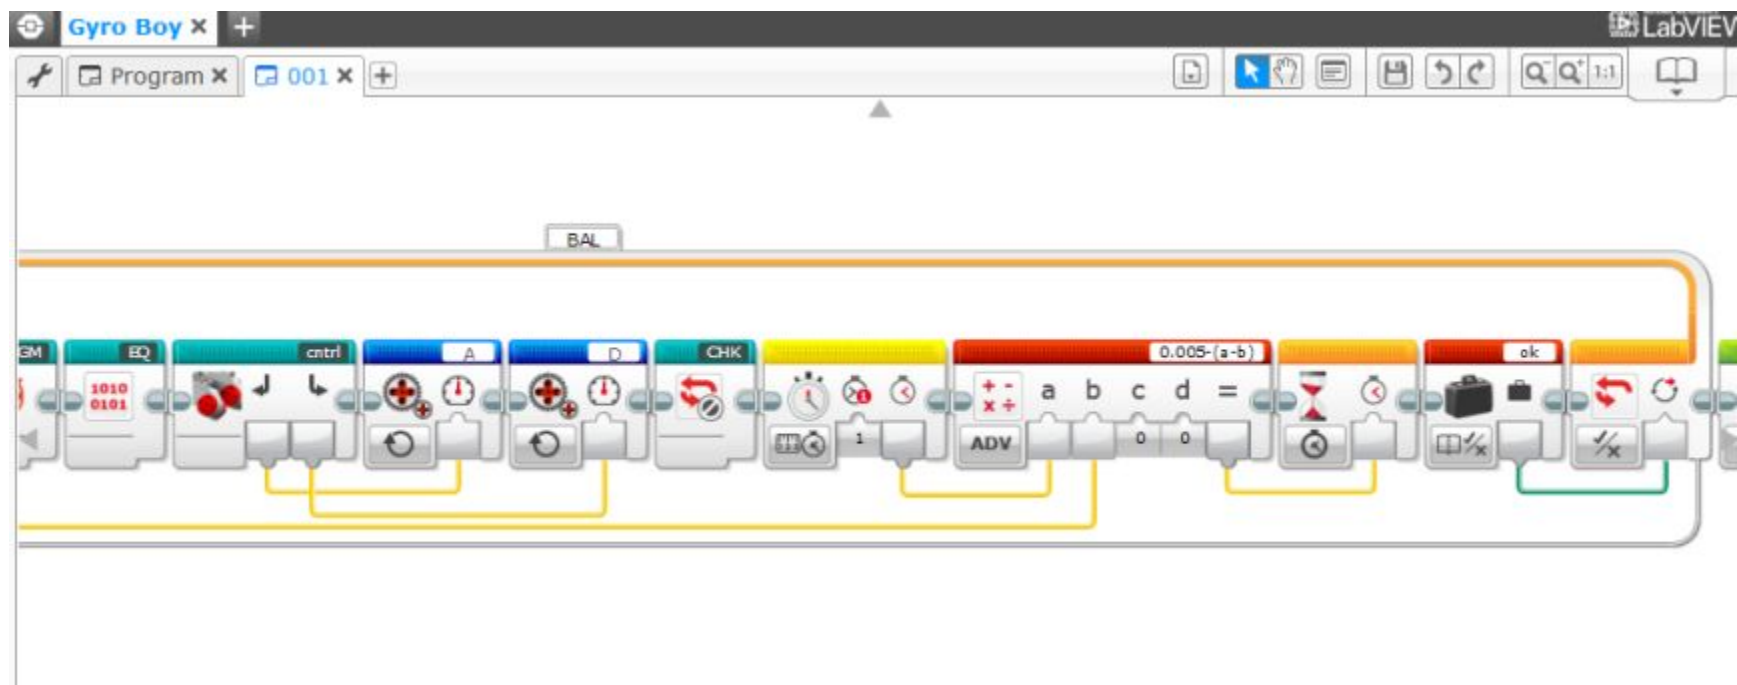 Gyro Boy
LabVIEW
Program
001
1:1
BAL
GM
EQ
cntrl
A
D
CHK
0.005-(a-b)
ok
1010
0101
a b c d =
1
ADV
0 0